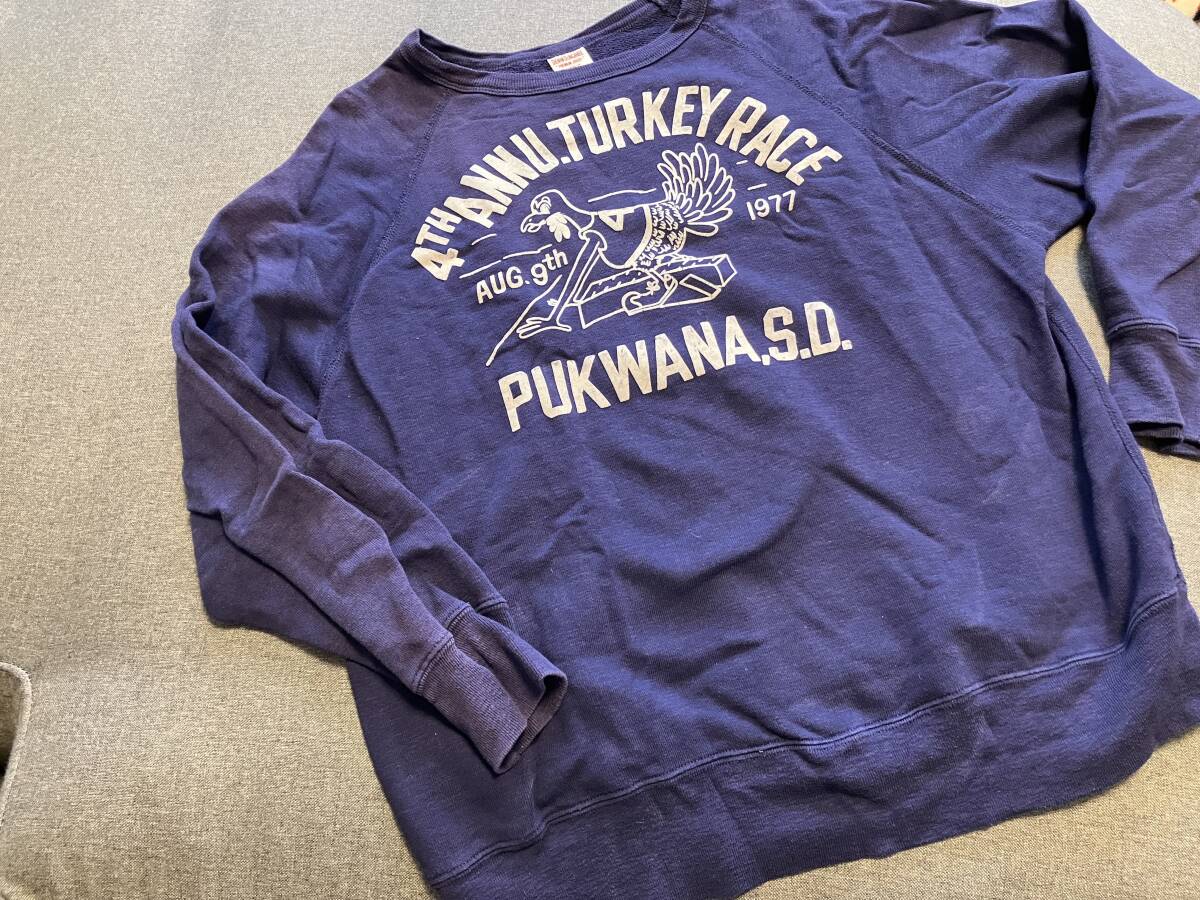 4TH ANNU. TURKEY RACE
1977
AUG. 9th
PUKWANA, S.D.